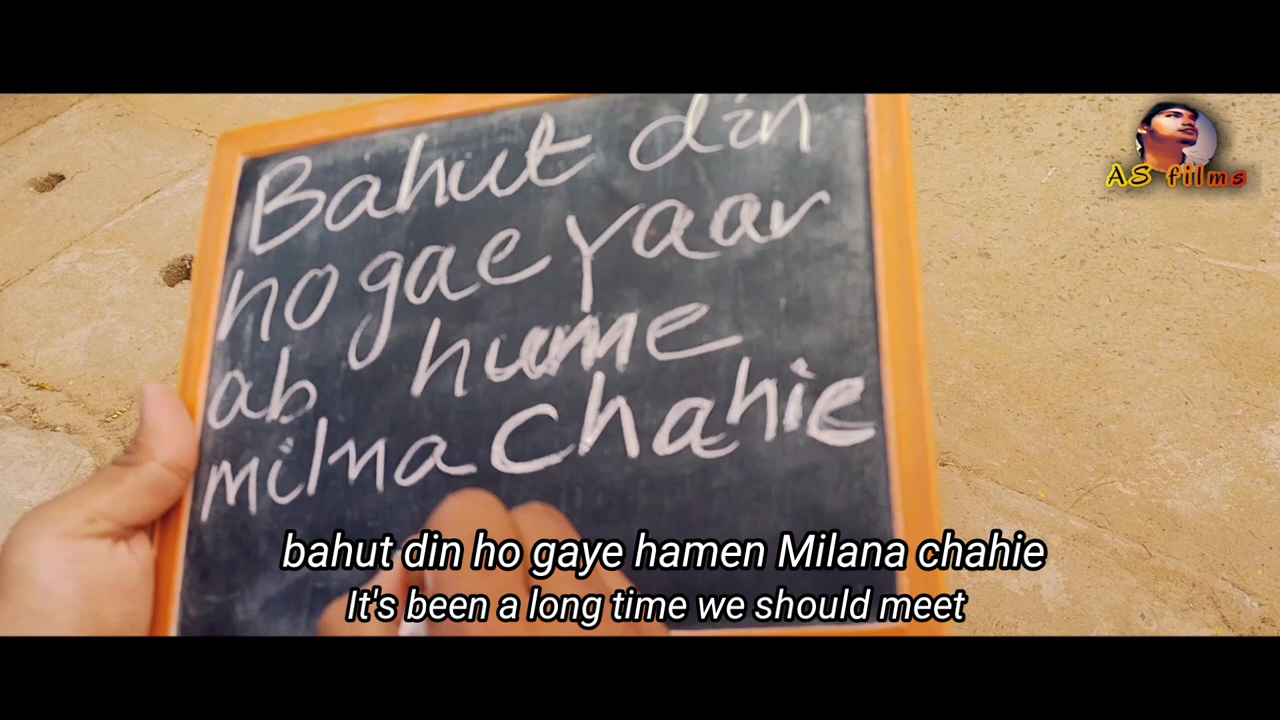 Bahut din
ho gae yaar
ab hume
milna chahie
AS films
bahut din ho gaye hamen Milana chahie
It's been a long time we should meet